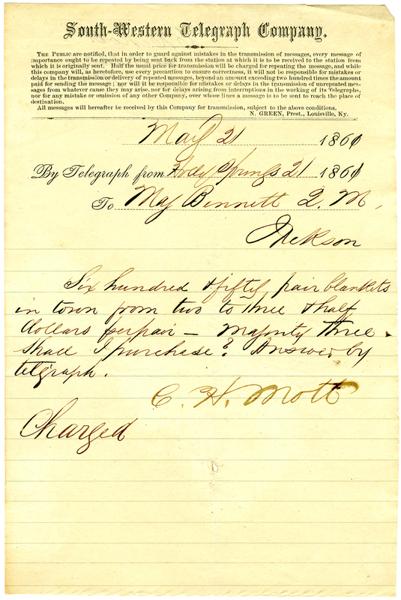 South-Western Telegraph Company.
THE PUBLIC are notified, that in order to guard against mistakes in the transmission of messages, every message of
importance ought to be repeated by being sent back from the station at which it is to be received to the station from
which it is originally sent. Half the usual price for transmission will be charged for repeating the message, and while
this company will, as heretofore, use every precaution to ensure correctness, it will not be responsible for mistakes or
delays in the transmission or delivery of repeated messages, beyond an amount exceeding two hundred times the amount
paid for sending the message; nor will it be responsible for mistakes or delays in the transmission of unrepeated mes-
sages from whatever cause they may arise, nor for delays arising from interruptions in the working of its Telegraphs,
nor for any mistake or omission of any other Company, over whose lines a message is to be sent to reach the place of
destination.
All messages will hereafter be received by this Company for transmission, subject to the above conditions.
N. GREEN, Prest., Louisville, Ky.
May 21 1861
By Telegraph from Holly Springs 21 1861
To Maj Bennett Q. M.
Jackson
Six hundred & fifty pair blankets
in town from two to three & half
dollars per pair – Majority three.
Shall I purchase? Answer by
telgraph.
C. H. Mott
Charged